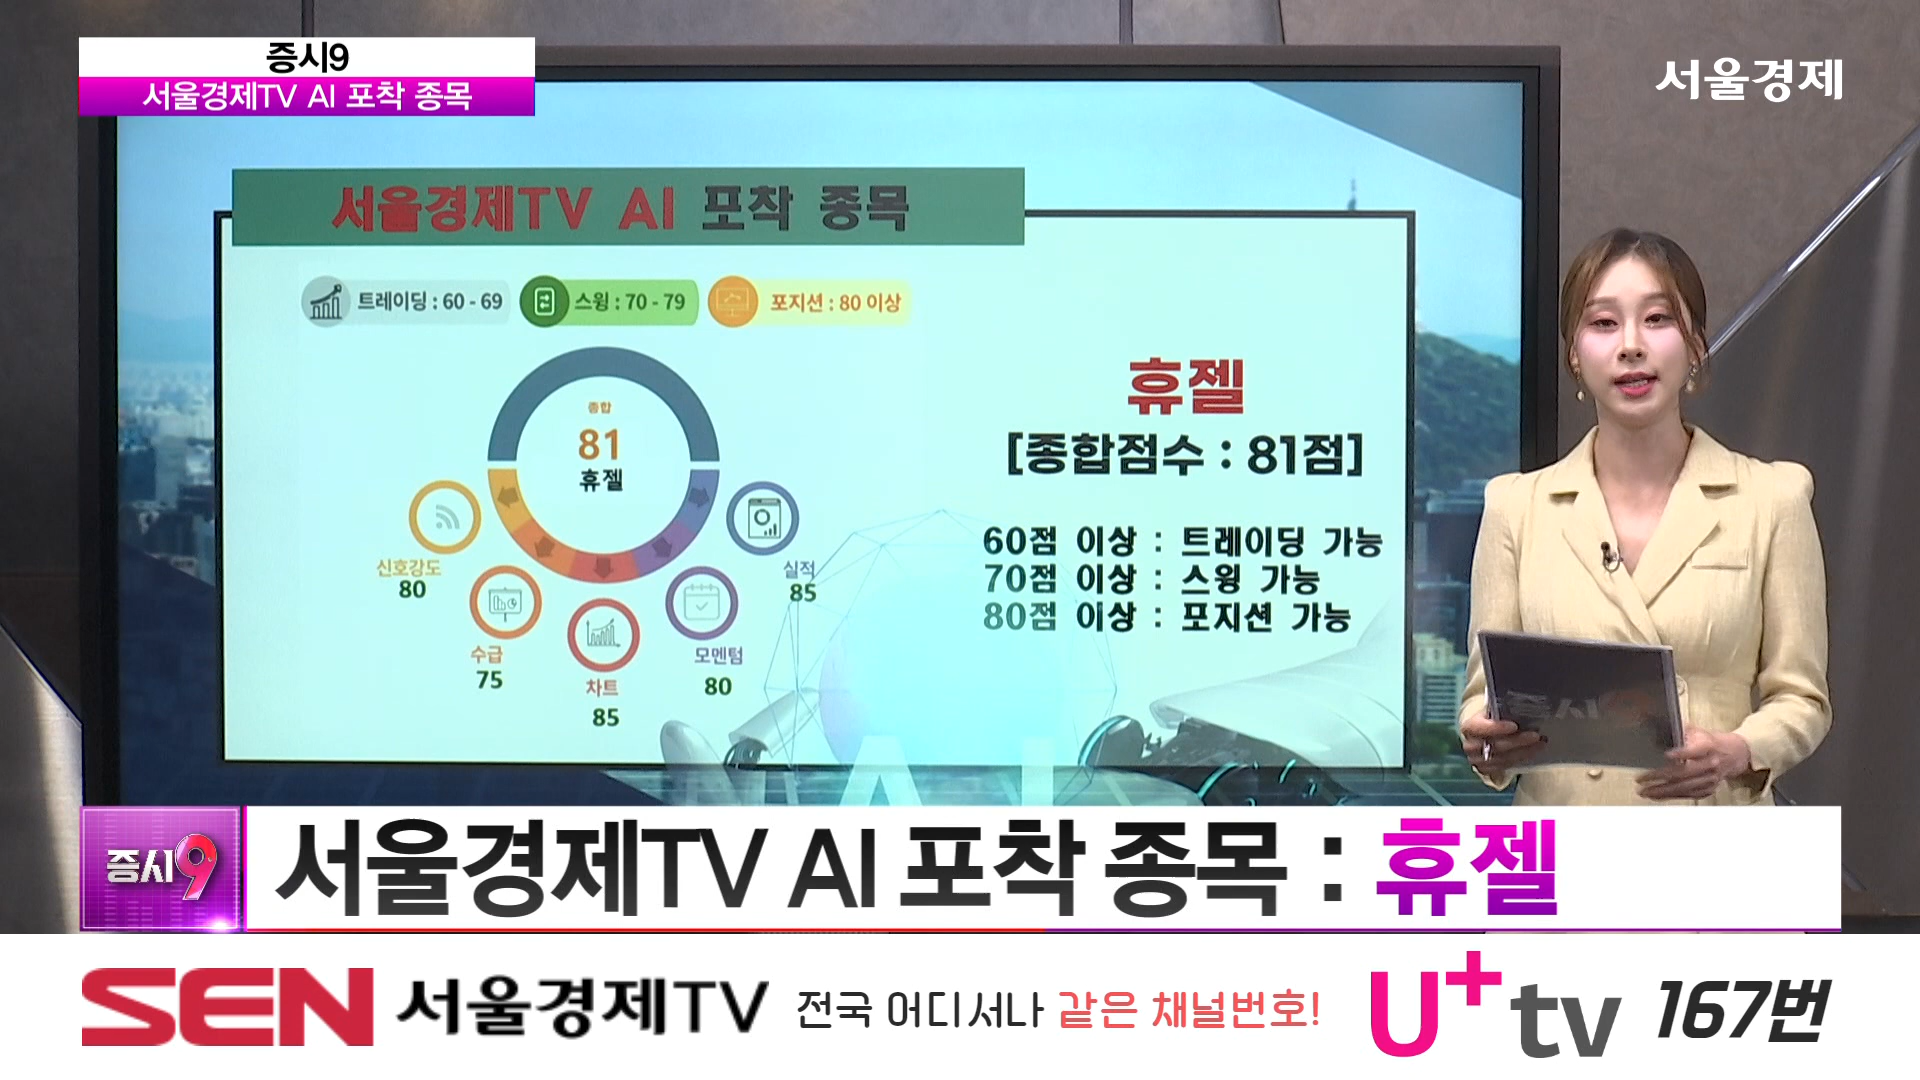 증시9
서울경제TV AI 포착 종목
서울경제
서울경제TV AI 포착 종목
트레이딩 : 60 - 69
스윙 : 70 - 79
포지션 : 80 이상
종합
81
휴젤
신호강도
80
수급
75
차트
85
모멘텀
80
실적
85
휴젤
[종합점수 : 81점]
60점 이상 : 트레이딩 가능
70점 이상 : 스윙 가능
80점 이상 : 포지션 가능
AI
증시9
증시9
서울경제TV AI 포착 종목 : 휴젤
SEN 서울경제TV 전국 어디서나 같은 채널번호! U+tv 167번